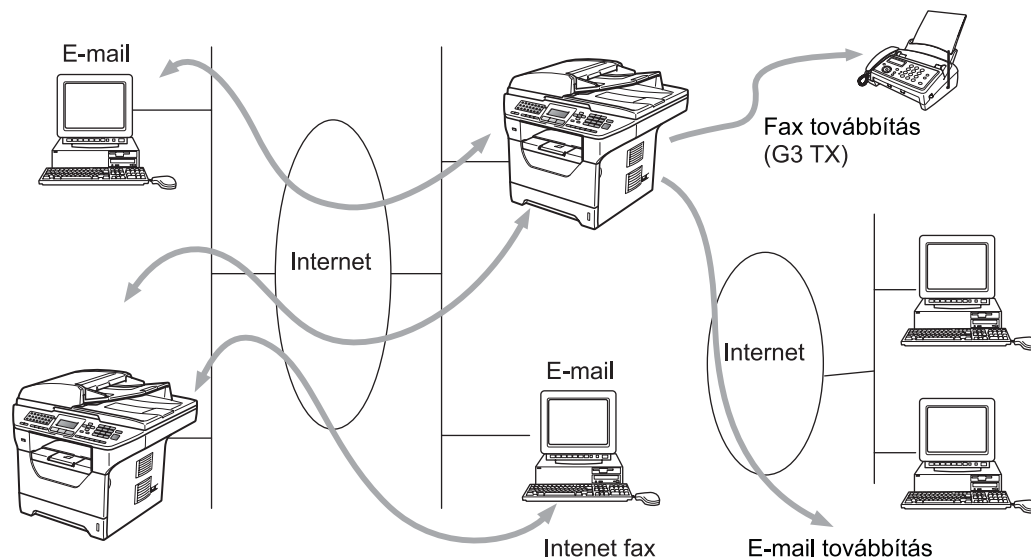 E-mail
Fax továbbítás
(G3 TX)
Internet
Internet
E-mail
Intenet fax
E-mail továbbítás